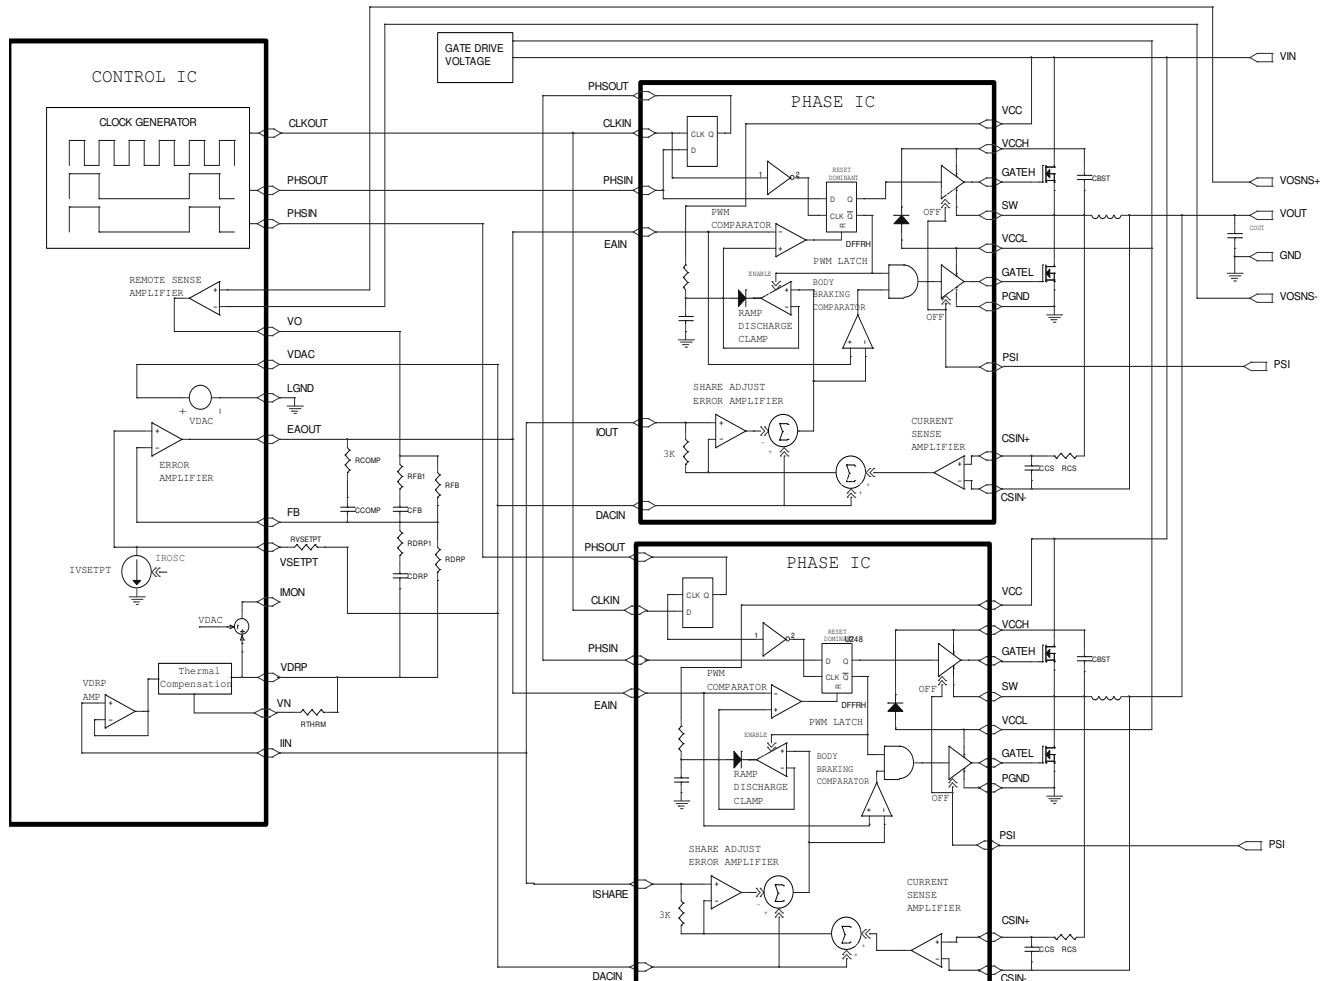 GATE DRIVE
VOLTAGE
VIN
CONTROL IC
PHSOUT
PHASE IC
VCC
CLOCK GENERATOR
CLKOUT
CLKIN
CLK Q
D
VCCH
PHSOUT
PHSIN
1
2
RESET
DOMINANT
D Q
CLK Q
R
DFFRH
GATEH
CBST
VOSNS+
OFF
SW
VOUT
COUT
PHSIN
PWM
COMPARATOR
EAIN
PWM LATCH
VCCL
GND
REMOTE SENSE
AMPLIFIER
ENABLE
BODY
BRAKING
COMPARATOR
GATEL
PGND
OFF
VOSNS-
RAMP
DISCHARGE
CLAMP
VO
VDAC
PSI
PSI
LGND
VDAC
SHARE ADJUST
ERROR AMPLIFIER
EAOUT
IOUT
CURRENT
SENSE
AMPLIFIER
CSIN+
ERROR
AMPLIFIER
RCOMP
RFB1
RFB
3K
Σ
Σ
CCS RCS
CSIN-
FB
CCOMP
CFB
DACIN
RVSETPT
VSETPT
RDRP1
RDRP
CDRP
IROSC
IVSETPT
PHSOUT
PHASE IC
VCC
IMON
VDAC
CLKIN
CLK Q
D
VCCH
1
2
RESET
DOMINANT
U248
D Q
CLK Q
R
DFFRH
PHSIN
GATEH
CBST
OFF
SW
VDRP
Thermal
Compensation
VDRP
AMP
VN
RTHRM
PWM
COMPARATOR
EAIN
PWM LATCH
VCCL
IIN
ENABLE
BODY
BRAKING
COMPARATOR
GATEL
PGND
OFF
RAMP
DISCHARGE
CLAMP
PSI
PSI
SHARE ADJUST
ERROR AMPLIFIER
ISHARE
CURRENT
SENSE
AMPLIFIER
3K
Σ
Σ
CSIN+
CCS RCS
CSIN-
DACIN